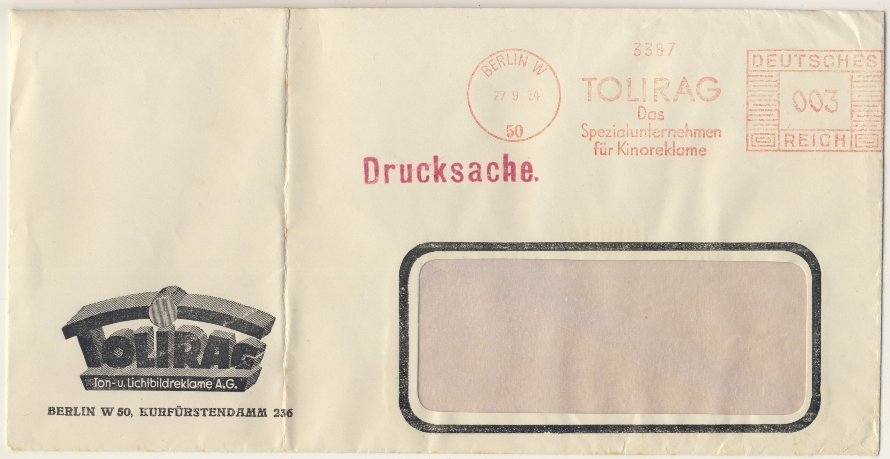 3387
BERLIN W
27 9 34
50
TOLIRAG
Das
Spezialunternehmen
für Kinoreklame
DEUTSCHES
003
REICH
Drucksache.
TOLIRAG
Ton- u. Lichtbildreklame A.G.
BERLIN W 50, KURFÜRSTENDAMM 236